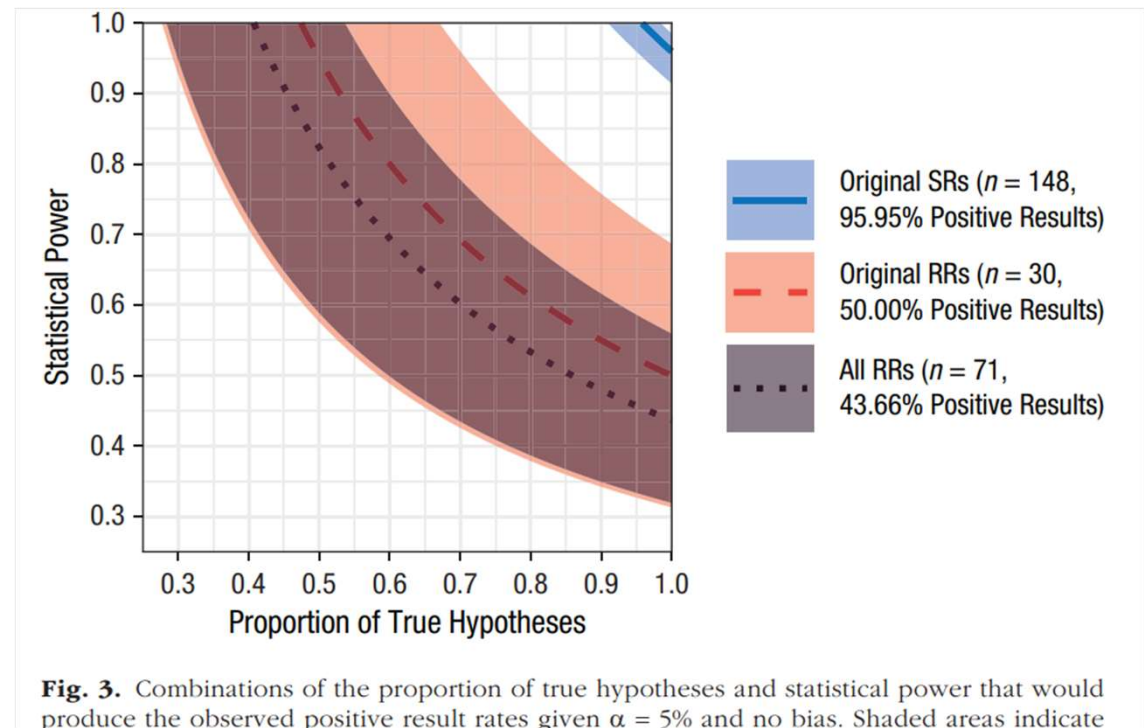 1.0
0.9
0.8
0.7
0.6
0.5
0.4
0.3
Statistical Power
0.3 0.4 0.5 0.6 0.7 0.8 0.9 1.0
Proportion of True Hypotheses
Original SRs (n = 148,
95.95% Positive Results)
Original RRs (n = 30,
50.00% Positive Results)
All RRs (n = 71,
43.66% Positive Results)
Fig. 3. Combinations of the proportion of true hypotheses and statistical power that would
produce the observed positive result rates given α = 5% and no bias. Shaded areas indicate